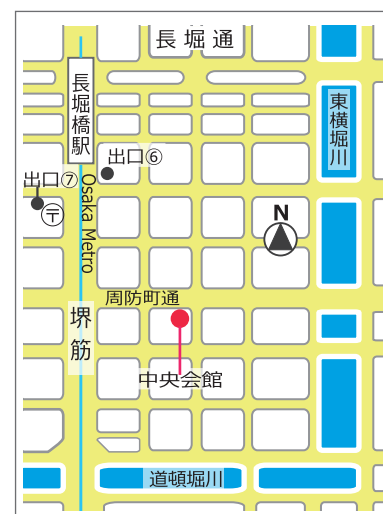 長堀通
長堀橋駅
東横堀川
出口⑥
出口⑦
〒
Osaka Metro
N
周防町通
堺筋
中央会館
道頓堀川